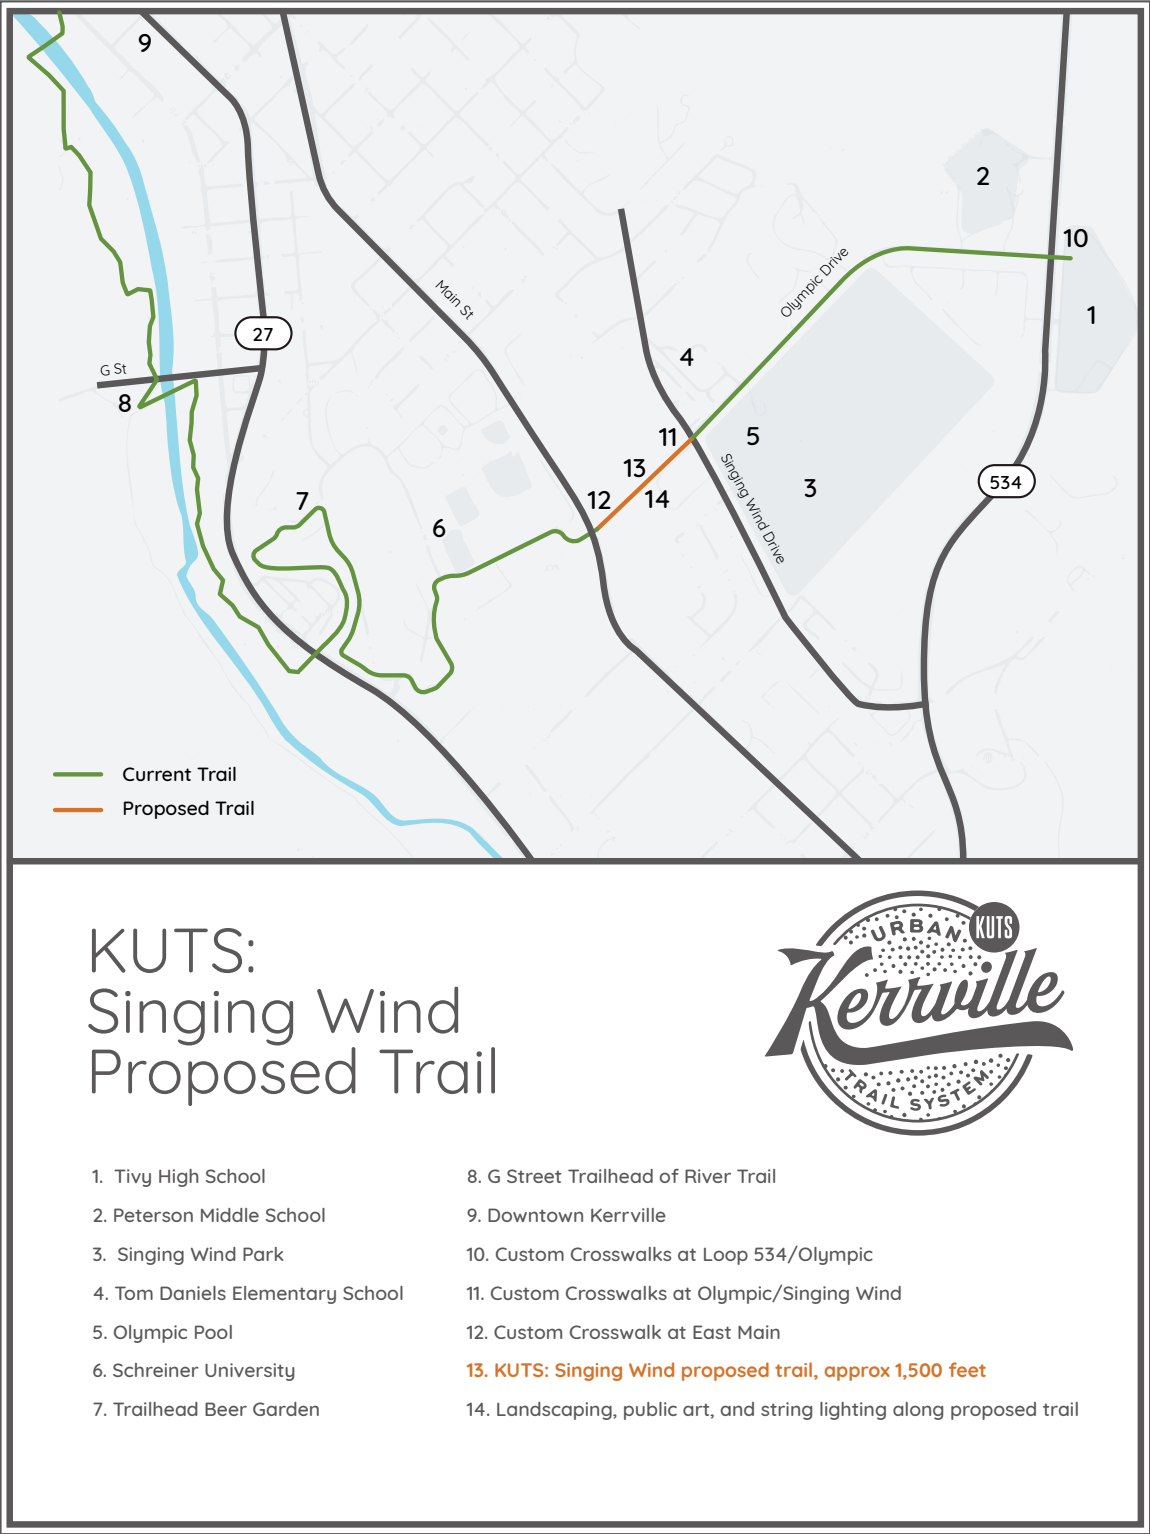 9
2
10
1
Olympic Drive
Main St
27
G St
8
4
11
5
13
12
14
3
534
Singing Wind Drive
7
6
Current Trail
Proposed Trail
KUTS:
Singing Wind
Proposed Trail
URBAN
KUTS
Kerrville
TRAIL SYSTEM
1. Tivy High School
2. Peterson Middle School
3. Singing Wind Park
4. Tom Daniels Elementary School
5. Olympic Pool
6. Schreiner University
7. Trailhead Beer Garden
8. G Street Trailhead of River Trail
9. Downtown Kerrville
10. Custom Crosswalks at Loop 534/Olympic
11. Custom Crosswalks at Olympic/Singing Wind
12. Custom Crosswalk at East Main
13. KUTS: Singing Wind proposed trail, approx 1,500 feet
14. Landscaping, public art, and string lighting along proposed trail